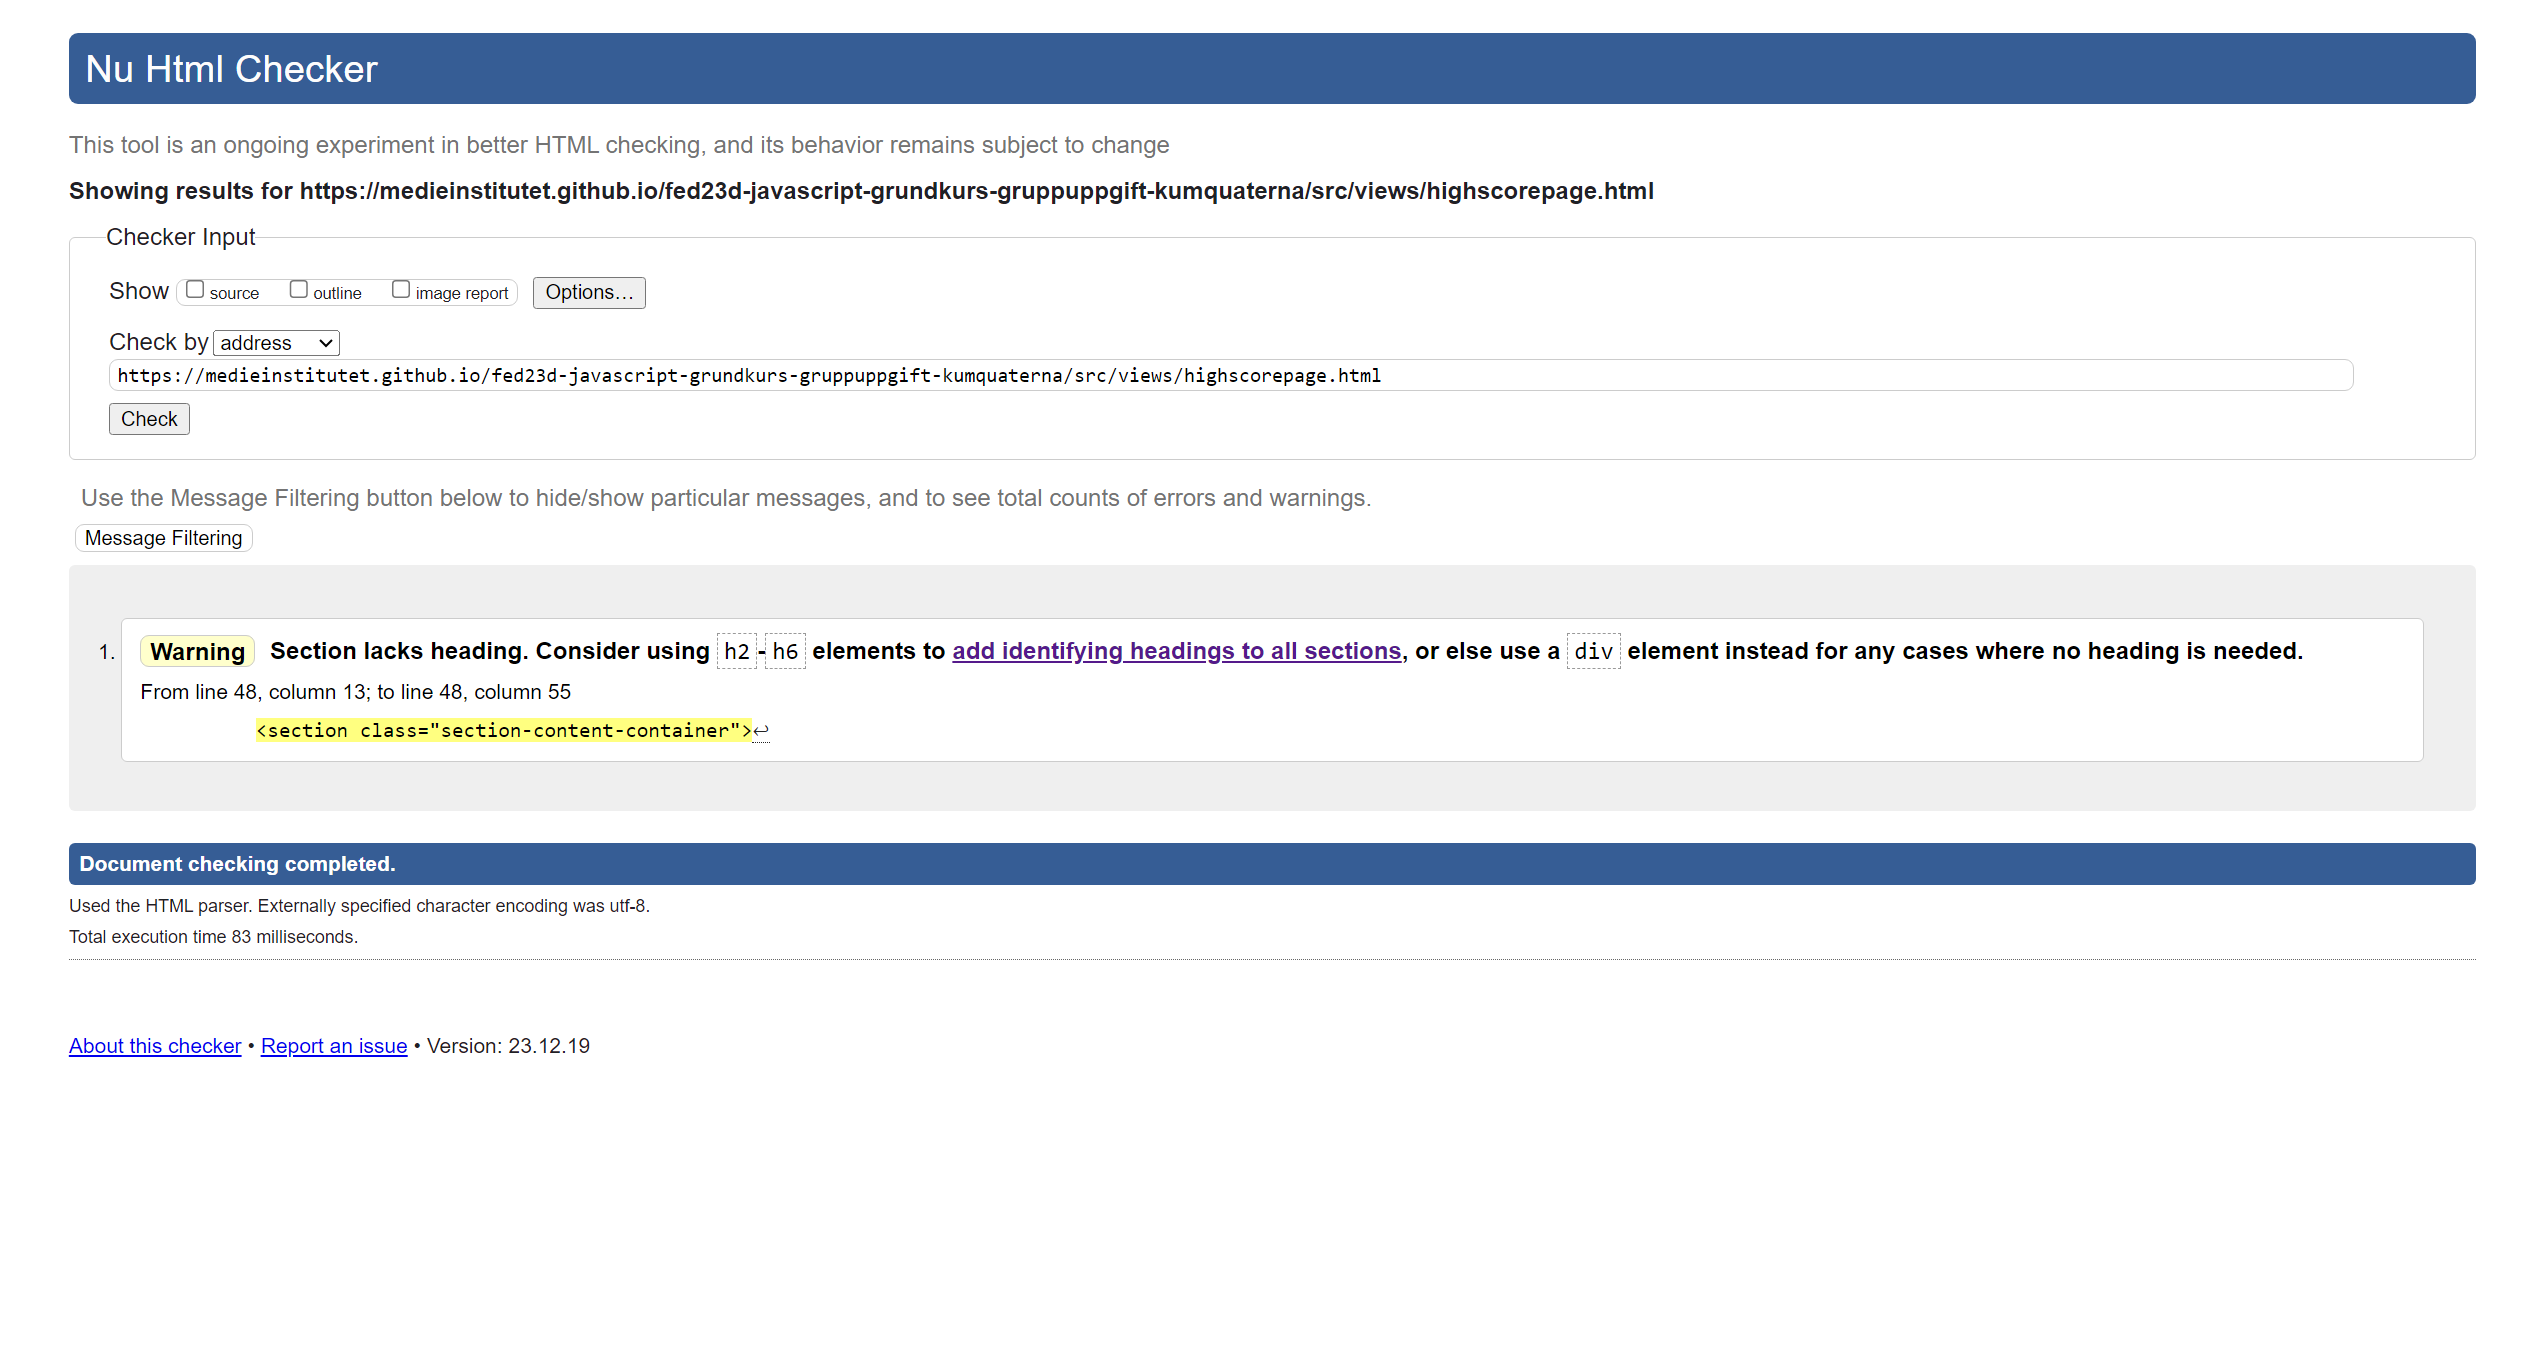 Nu Html Checker
This tool is an ongoing experiment in better HTML checking, and its behavior remains subject to change
Showing results for https://medieinstitutet.github.io/fed23d-javascript-grundkurs-gruppuppgift-kumquaterna/src/views/highscorepage.html
Checker Input
Show source outline image report Options...
Check by address
https://medieinstitutet.github.io/fed23d-javascript-grundkurs-gruppuppgift-kumquaterna/src/views/highscorepage.html
Check
Use the Message Filtering button below to hide/show particular messages, and to see total counts of errors and warnings.
Message Filtering
1. Warning Section lacks heading. Consider using h2-h6 elements to add identifying headings to all sections, or else use a div element instead for any cases where no heading is needed.
From line 48, column 13; to line 48, column 55
<section class="section-content-container">↩
Document checking completed.
Used the HTML parser. Externally specified character encoding was utf-8.
Total execution time 83 milliseconds.
About this checker • Report an issue • Version: 23.12.19